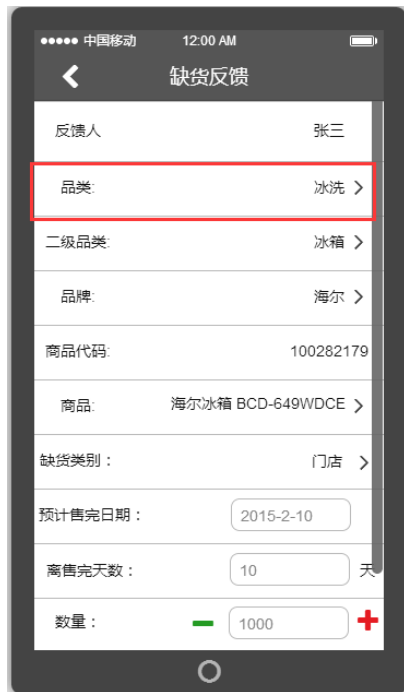 中国移动 12:00 AM
缺货反馈
反馈人 张三
品类: 冰洗
二级品类: 冰箱
品牌: 海尔
商品代码: 100282179
商品: 海尔冰箱 BCD-649WDCE
缺货类别： 门店
预计售完日期： 2015-2-10
离售完天数： 10 天
数量： 1000